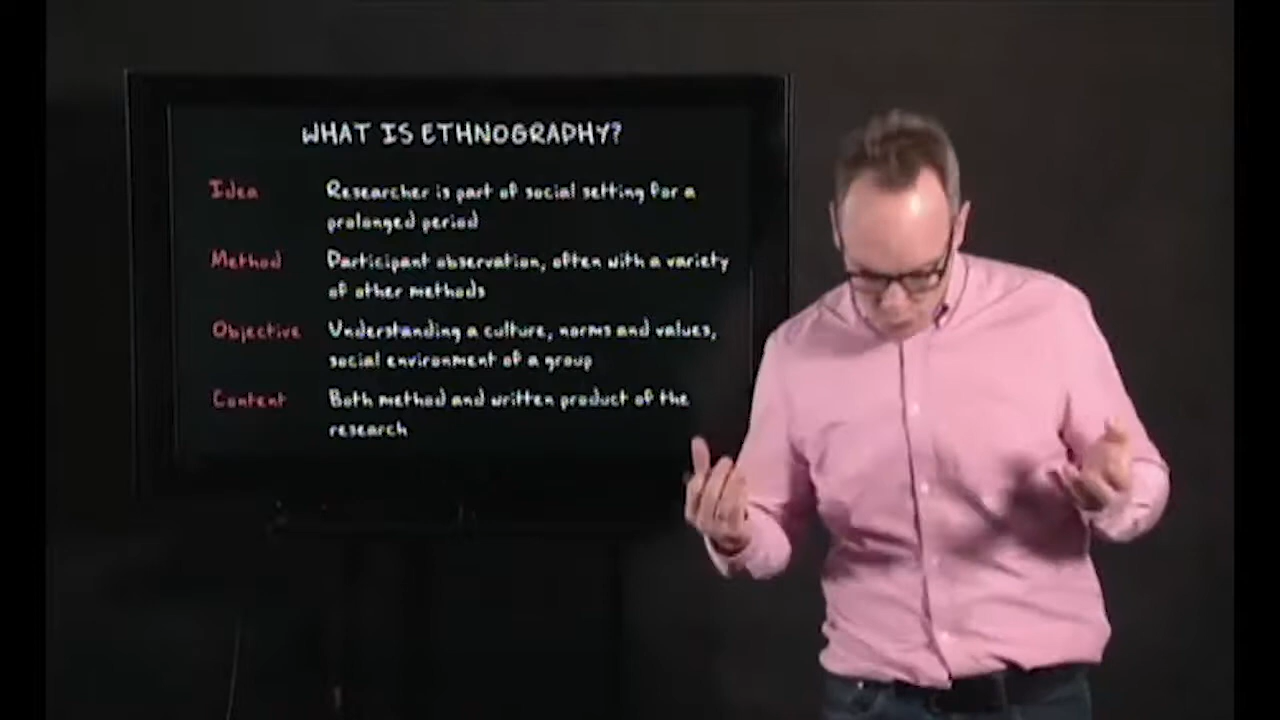 WHAT IS ETHNOGRAPHY?
Idea Researcher is part of social setting for a
prolonged period
Method Participant observation, often with a variety
of other methods
Objective Understanding a culture, norms and values,
social environment of a group
Content Both method and written product of the
research